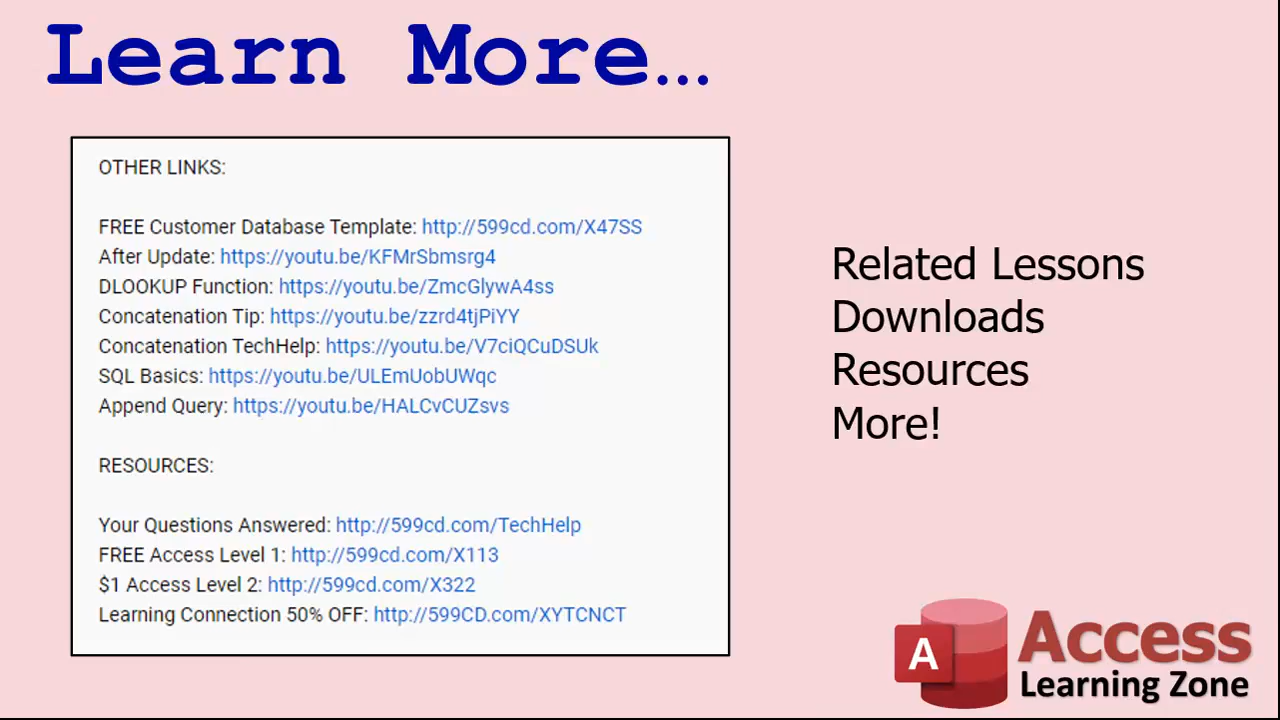 Learn More...
OTHER LINKS:
FREE Customer Database Template: http://599cd.com/X47SS
After Update: https://youtu.be/KFMrSbmsrg4
DLOOKUP Function: https://youtu.be/ZmcGlywA4ss
Concatenation Tip: https://youtu.be/zzrd4tjPiYY
Concatenation TechHelp: https://youtu.be/V7ciQCuDSUk
SQL Basics: https://youtu.be/ULEmUobUWqc
Append Query: https://youtu.be/HALCvCUZsvs
RESOURCES:
Your Questions Answered: http://599cd.com/TechHelp
FREE Access Level 1: http://599cd.com/X113
$1 Access Level 2: http://599cd.com/X322
Learning Connection 50% OFF: http://599CD.com/XYTCNCT
Related Lessons
Downloads
Resources
More!
A
Access
Learning Zone